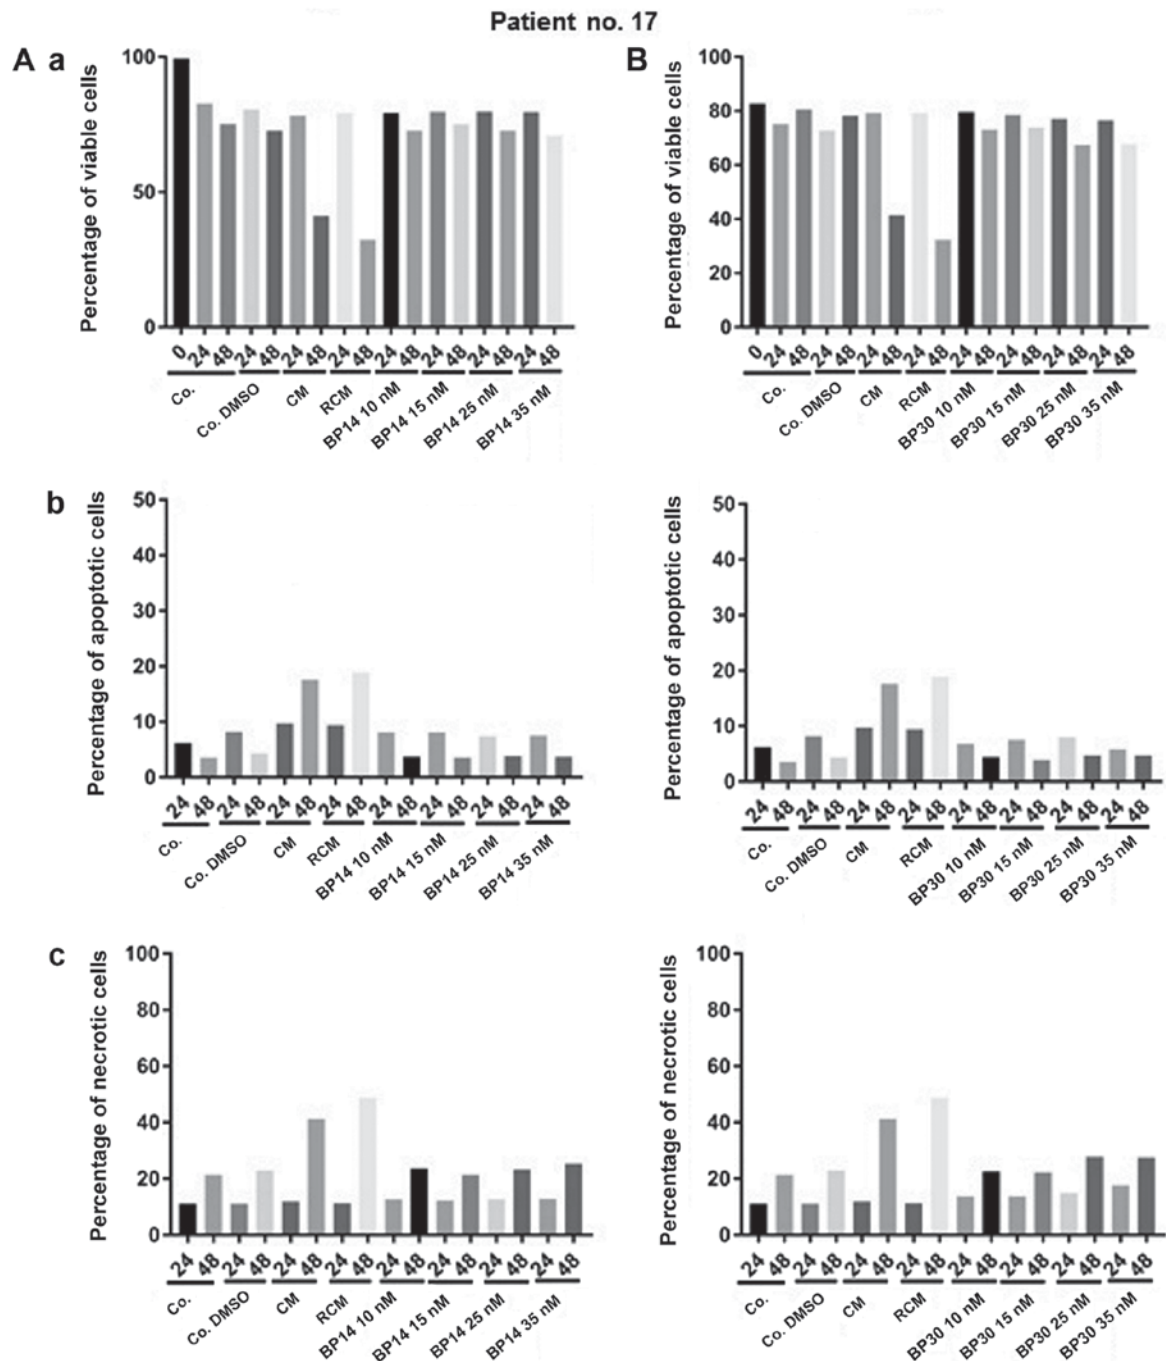 Patient no. 17
A a
Percentage of viable cells
100
50
0
0 24 48 24 48 24 48 24 48 24 48 24 48 24 48 24 48
Co. Co. DMSO CM RCM BP14 10 nM BP14 15 nM BP14 25 nM BP14 35 nM
B
Percentage of viable cells
100
80
60
40
20
0
0 24 48 24 48 24 48 24 48 24 48 24 48 24 48 24 48
Co. Co. DMSO CM RCM BP30 10 nM BP30 15 nM BP30 25 nM BP30 35 nM
b
Percentage of apoptotic cells
50
40
30
20
10
0
24 48 24 48 24 48 24 48 24 48 24 48 24 48 24 48
Co. Co. DMSO CM RCM BP14 10 nM BP14 15 nM BP14 25 nM BP14 35 nM
Percentage of apoptotic cells
50
40
30
20
10
0
24 48 24 48 24 48 24 48 24 48 24 48 24 48 24 48
Co. Co. DMSO CM RCM BP30 10 nM BP30 15 nM BP30 25 nM BP30 35 nM
c
Percentage of necrotic cells
100
80
60
40
20
0
24 48 24 48 24 48 24 48 24 48 24 48 24 48 24 48
Co. Co. DMSO CM RCM BP14 10 nM BP14 15 nM BP14 25 nM BP14 35 nM
Percentage of necrotic cells
100
80
60
40
20
0
24 48 24 48 24 48 24 48 24 48 24 48 24 48 24 48
Co. Co. DMSO CM RCM BP30 10 nM BP30 15 nM BP30 25 nM BP30 35 nM